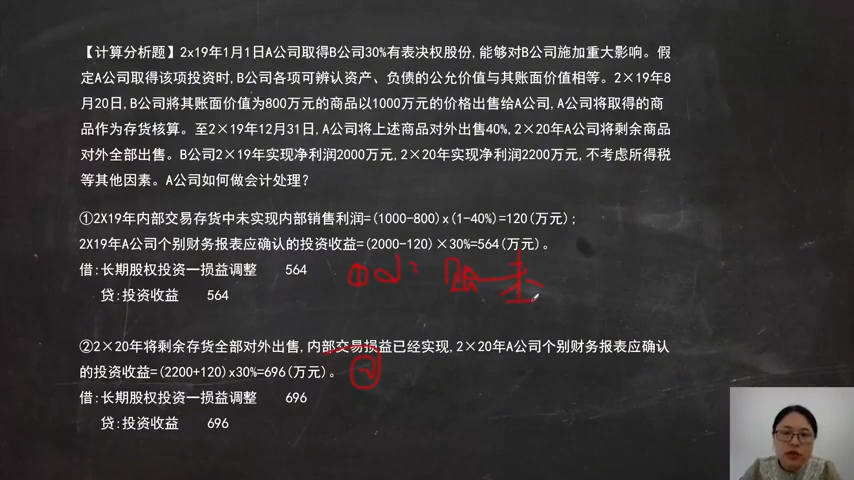 【计算分析题】2x19年1月1日A公司取得B公司30%有表决权股份,能够对B公司施加重大影响。假
定A公司取得该项投资时,B公司各项可辨认资产、负债的公允价值与其账面价值相等。2×19年8
月20日,B公司將其账面价值为800万元的商品以1000万元的价格出售给A公司,A公司将取得的商
品作为存货核算。至2×19年12月31日,A公司将上述商品对外出售40%,2×20年A公司将剩余商品
对外全部出售。B公司2×19年实现净利润2000万元,2×20年实现净利润2200万元,不考虑所得税
等其他因素。A公司如何做会计处理?
①2X19年内部交易存货中未实现内部销售利润=(1000-800)x(1-40%)=120(万元);
2X19年A公司个别财务报表应确认的投资收益=(2000-120)×30%=564(万元)。
借:长期股权投资一损益调整 564
贷:投资收益 564
②2×20年将剩余存货全部对外出售,内部交易损益已经实现,2×20年A公司个别财务报表应确认
的投资收益=(2200+120)x30%=696(万元)。
借:长期股权投资一损益调整 696
贷:投资收益 696